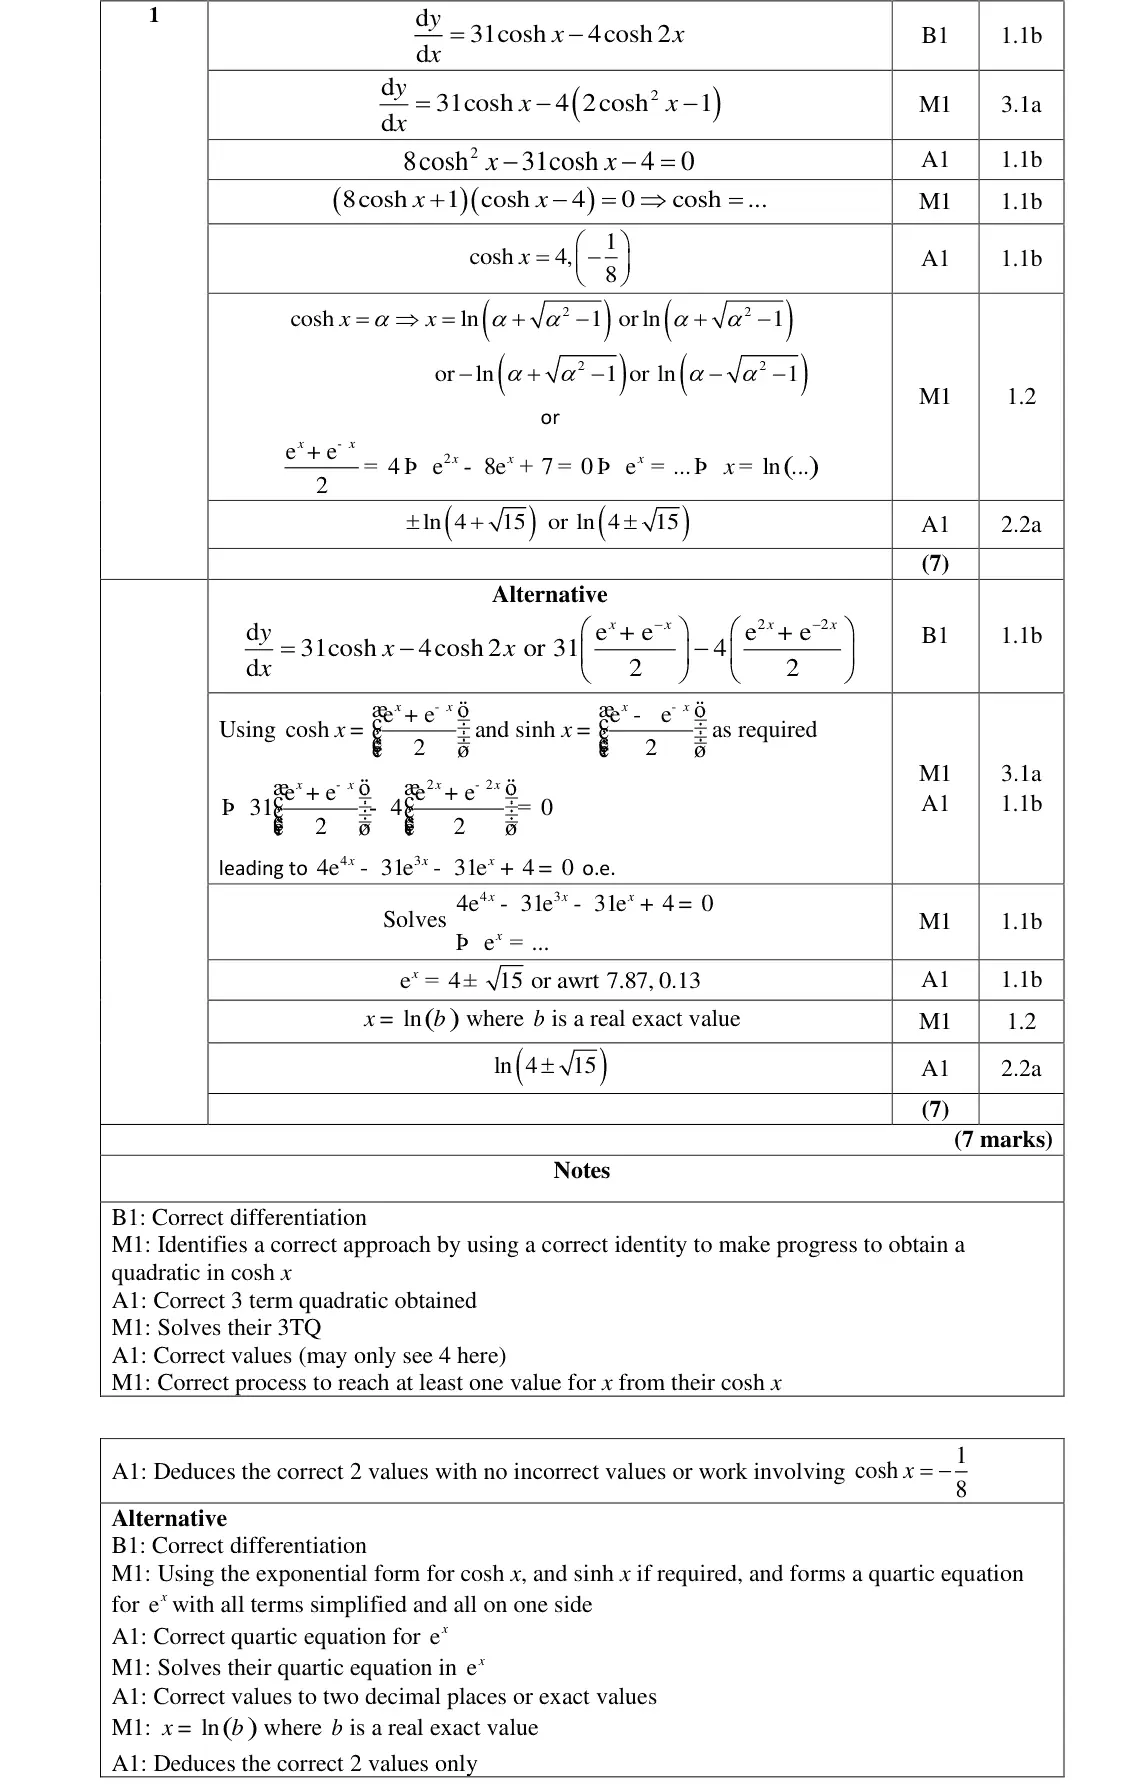 1
dy/dx = 31cosh x − 4cosh 2x B1 1.1b
dy/dx = 31cosh x − 4(2cosh² x − 1) M1 3.1a
8cosh² x − 31cosh x − 4 = 0 A1 1.1b
(8cosh x + 1)(cosh x − 4) = 0 ⇒ cosh = ... M1 1.1b
cosh x = 4, (− 1/8) A1 1.1b
cosh x = α ⇒ x = ln(α + √α² − 1) or ln(α + √α² − 1)
or − ln(α + √α² − 1) or ln(α − √α² − 1)
or
M1 1.2
eˣ + e- ˣ / 2 = 4 Þ e²ˣ - 8eˣ + 7 = 0 Þ eˣ = ... Þ x = ln(...)
± ln(4 + √15) or ln(4 ± √15) A1 2.2a
(7)
Alternative
dy/dx = 31cosh x − 4cosh 2x or 31(eˣ + e⁻ˣ / 2) − 4(e²ˣ + e⁻²ˣ / 2) B1 1.1b
Using cosh x = æeˣ + e- ˣ / 2 ö and sinh x = æeˣ - e- ˣ / 2 ö as required
Þ 31æeˣ + e- ˣ / 2 ö - 4æe²ˣ + e- ²ˣ / 2 ö = 0
M1 3.1a
A1 1.1b
leading to 4e⁴ˣ - 31e³ˣ - 31eˣ + 4 = 0 o.e.
Solves 4e⁴ˣ - 31e³ˣ - 31eˣ + 4 = 0
Þ eˣ = ... M1 1.1b
eˣ = 4 ± √15 or awrt 7.87, 0.13 A1 1.1b
x = ln(b) where b is a real exact value M1 1.2
ln(4 ± √15) A1 2.2a
(7)
(7 marks)
Notes
B1: Correct differentiation
M1: Identifies a correct approach by using a correct identity to make progress to obtain a
quadratic in cosh x
A1: Correct 3 term quadratic obtained
M1: Solves their 3TQ
A1: Correct values (may only see 4 here)
M1: Correct process to reach at least one value for x from their cosh x
A1: Deduces the correct 2 values with no incorrect values or work involving cosh x = − 1/8
Alternative
B1: Correct differentiation
M1: Using the exponential form for cosh x, and sinh x if required, and forms a quartic equation
for eˣ with all terms simplified and all on one side
A1: Correct quartic equation for eˣ
M1: Solves their quartic equation in eˣ
A1: Correct values to two decimal places or exact values
M1: x = ln(b) where b is a real exact value
A1: Deduces the correct 2 values only